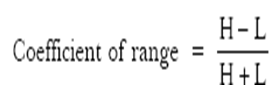 Coefficient of range = H – L / H + L